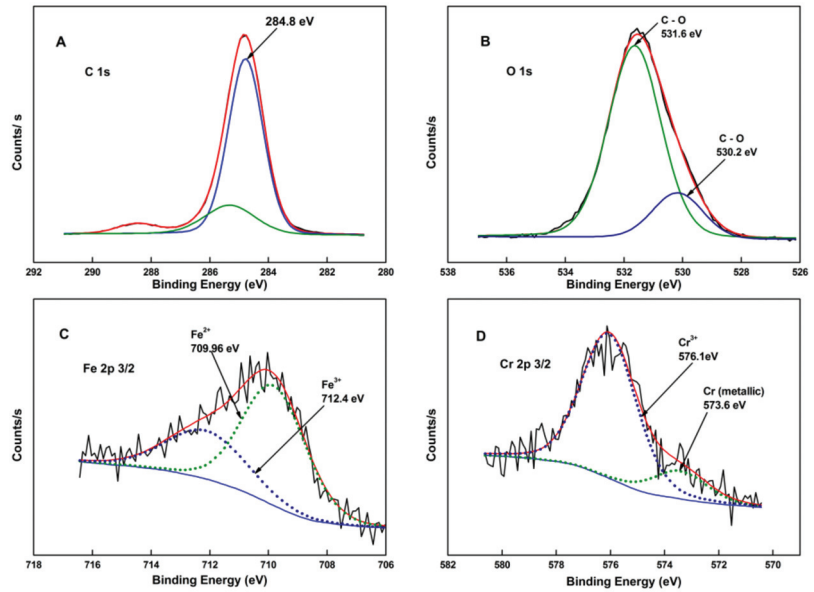 A
C 1s
284.8 eV
Counts/ s
292 290 288 286 284 282 280
Binding Energy (eV)
B
O 1s
C - O
531.6 eV
C - O
530.2 eV
Counts/s
538 536 534 532 530 528 526
Binding Energy (eV)
C
Fe 2p 3/2
Fe2+
709.96 eV
Fe3+
712.4 eV
Counts/s
718 716 714 712 710 708 706
Binding Energy (eV)
D
Cr 2p 3/2
Cr3+
576.1eV
Cr (metallic)
573.6 eV
Counts/s
582 580 578 576 574 572 570
Binding Energy (eV)